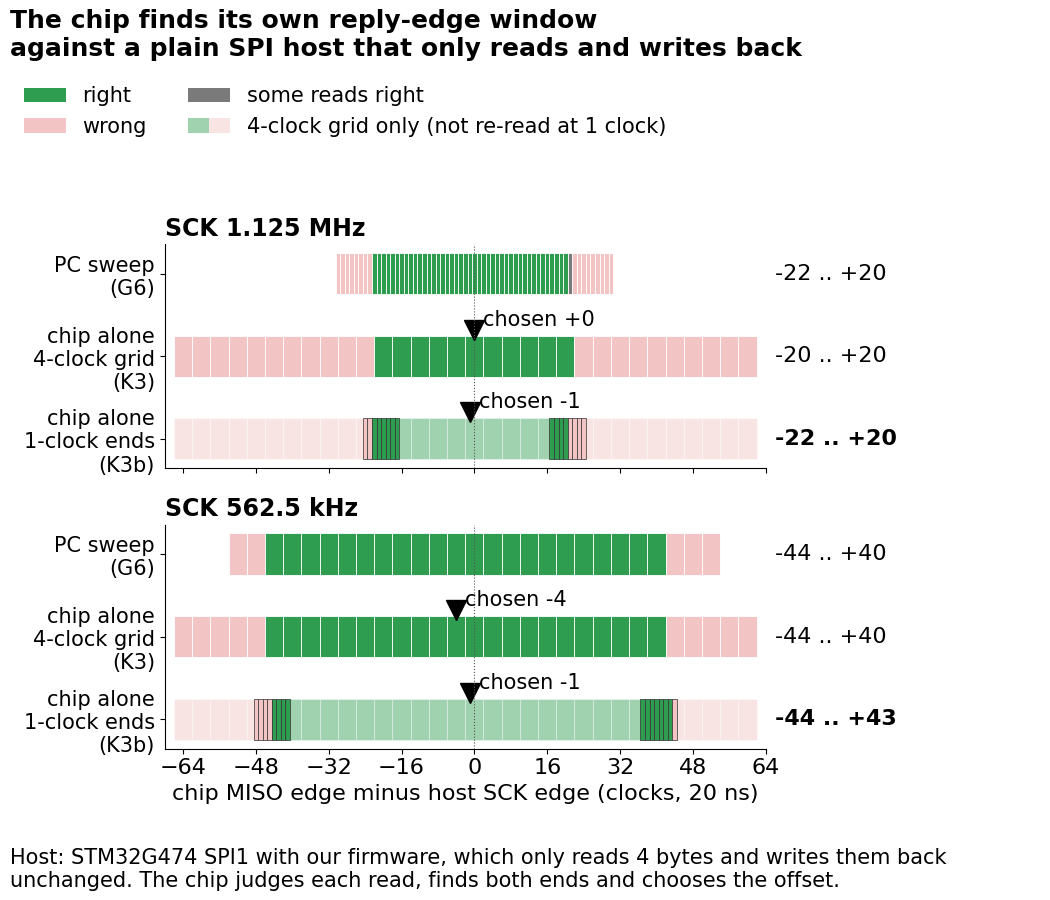 The chip finds its own reply-edge window
against a plain SPI host that only reads and writes back
right
some reads right
wrong
4-clock grid only (not re-read at 1 clock)
SCK 1.125 MHz
PC sweep
(G6)
-22 .. +20
chosen +0
chip alone
4-clock grid
(K3)
-20 .. +20
chosen -1
chip alone
1-clock ends
(K3b)
-22 .. +20
SCK 562.5 kHz
PC sweep
(G6)
-44 .. +40
chosen -4
chip alone
4-clock grid
(K3)
-44 .. +40
chosen -1
chip alone
1-clock ends
(K3b)
-44 .. +43
−64 −48 −32 −16 0 16 32 48 64
chip MISO edge minus host SCK edge (clocks, 20 ns)
Host: STM32G474 SPI1 with our firmware, which only reads 4 bytes and writes them back
unchanged. The chip judges each read, finds both ends and chooses the offset.